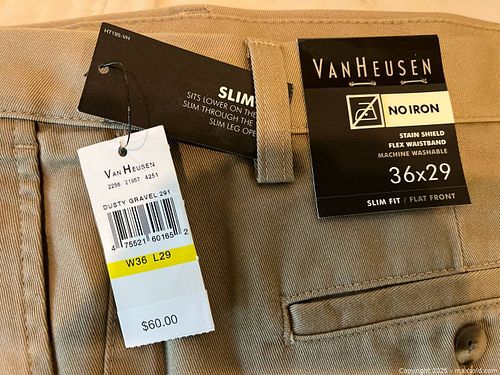 HT195-VH
SLIM
SITS LOWER ON THE
SLIM THROUGH THE
SLIM LEG OPE
VAN HEUSEN
NO IRON
STAIN SHIELD
FLEX WAISTBAND
MACHINE WASHABLE
36x29
SLIM FIT / FLAT FRONT
VAN HEUSEN
2256 21957 4251
DUSTY GRAVEL 291
4 75521 60165 2
W36 L29
$60.00
Copyright 2025 - maxsold.com